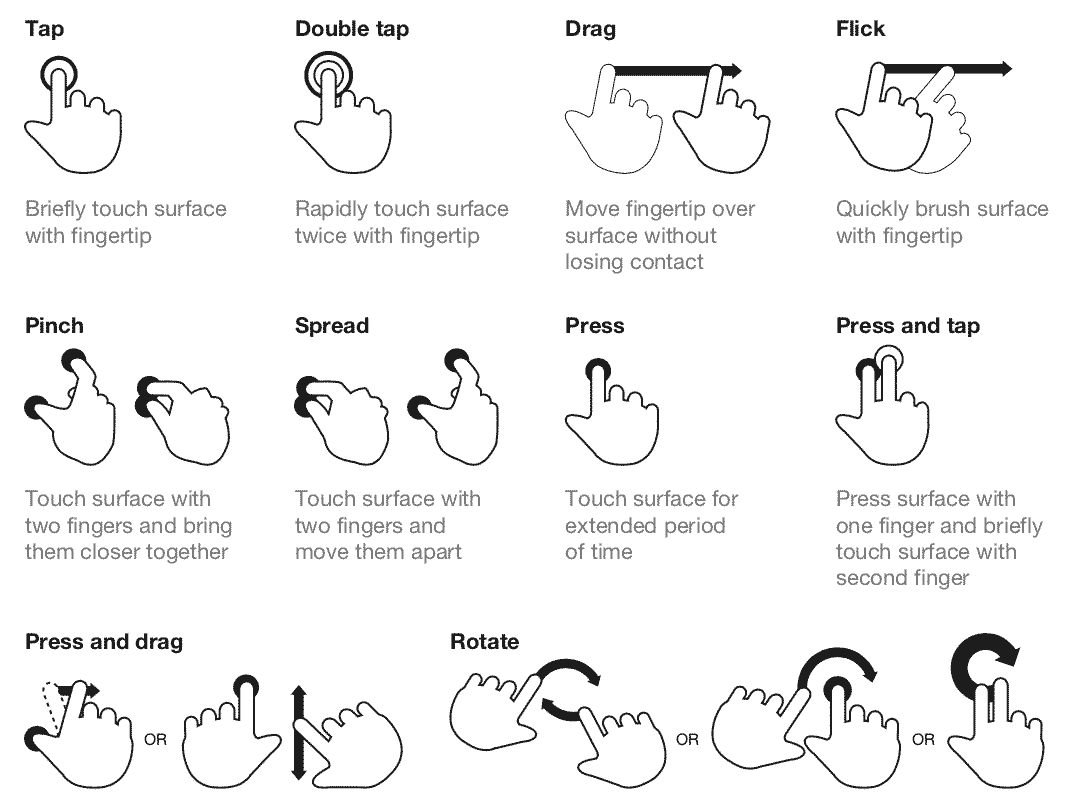 Tap
Double tap
Drag
Flick
Briefly touch surface
with fingertip
Rapidly touch surface
twice with fingertip
Move fingertip over
surface without
losing contact
Quickly brush surface
with fingertip
Pinch
Spread
Press
Press and tap
Touch surface with
two fingers and bring
them closer together
Touch surface with
two fingers and
move them apart
Touch surface for
extended period
of time
Press surface with
one finger and briefly
touch surface with
second finger
Press and drag
Rotate
OR
OR
OR